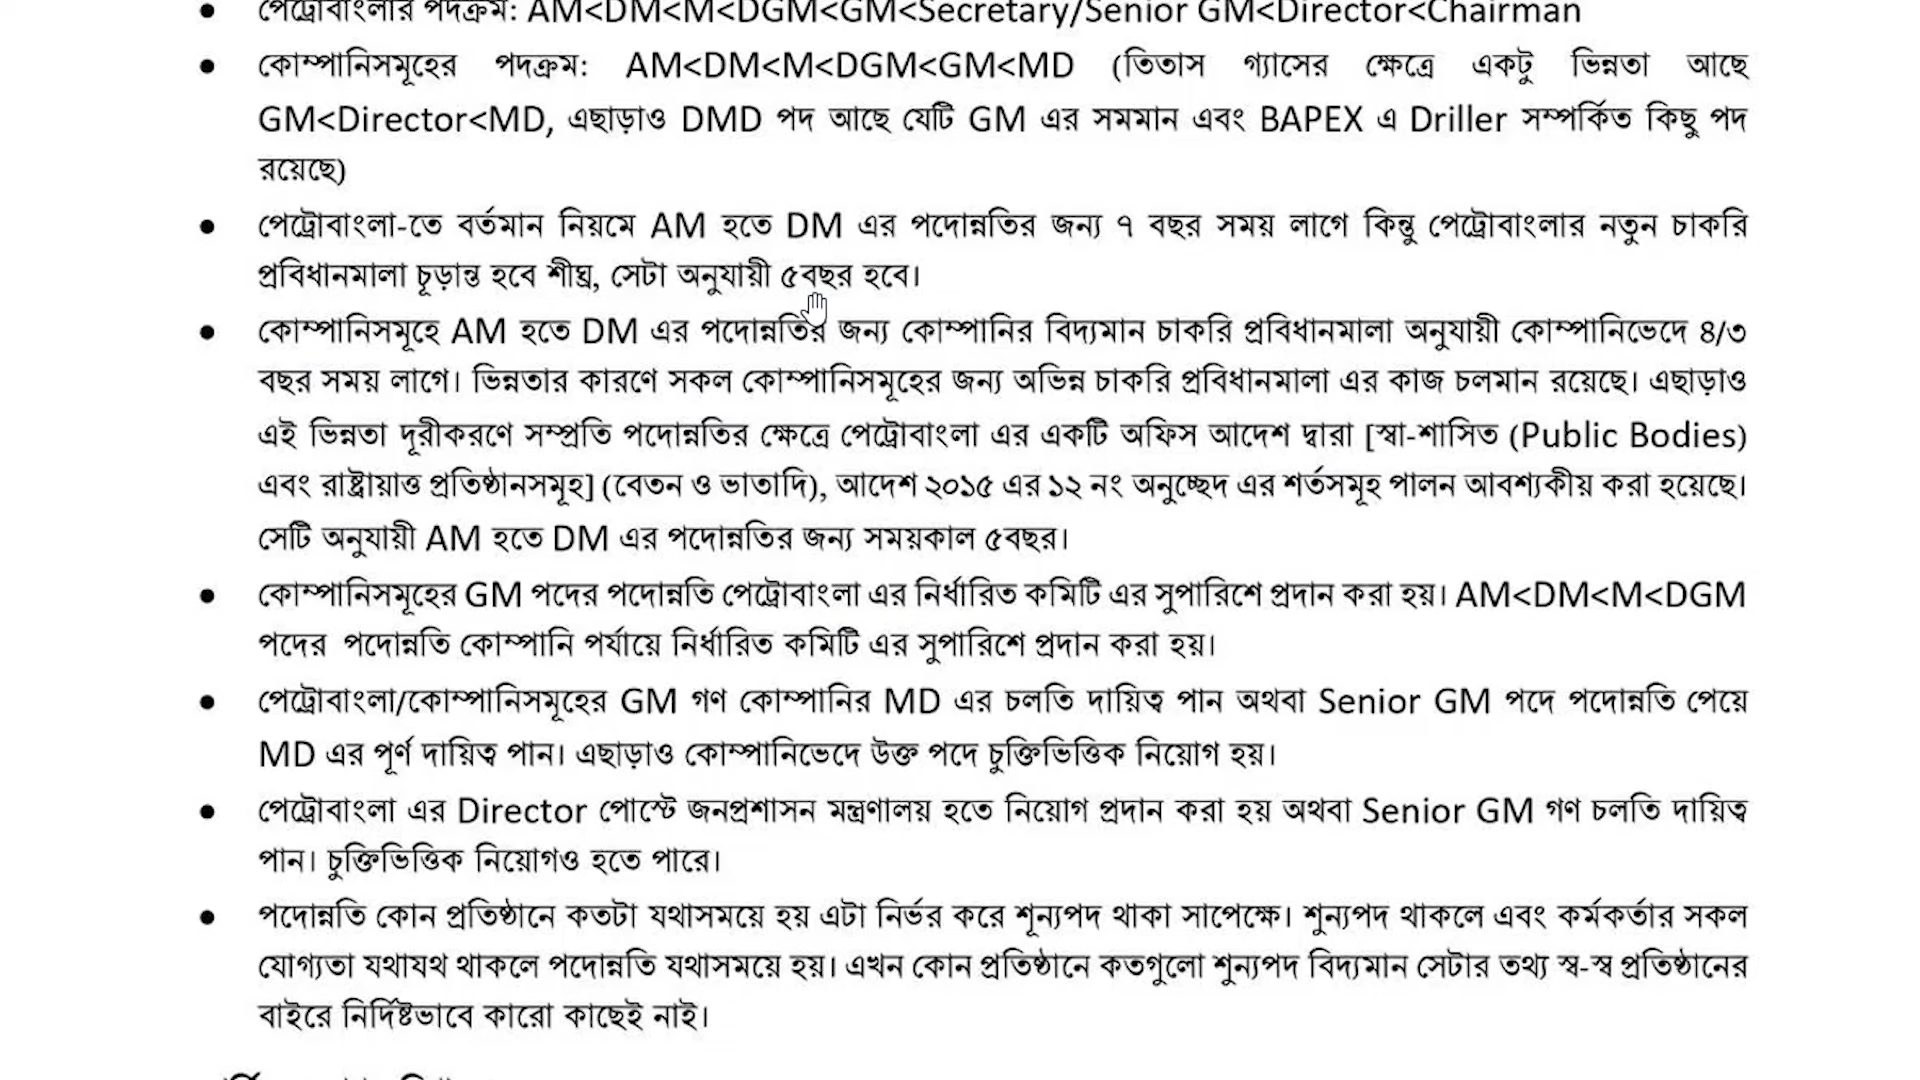 ● পেট্রোবাংলার পদক্রম: AM<DM<M<DGM<GM<Secretary/Senior GM<Director<Chairman
● কোম্পানিসমূহের পদক্রম: AM<DM<M<DGM<GM<MD (তিতাস গ্যাসের ক্ষেত্রে একটু ভিন্নতা আছে
GM<Director<MD, এছাড়াও DMD পদ আছে যেটি GM এর সমমান এবং BAPEX এ Driller সম্পর্কিত কিছু পদ
রয়েছে)
● পেট্রোবাংলা-তে বর্তমান নিয়মে AM হতে DM এর পদোন্নতির জন্য ৭ বছর সময় লাগে কিন্তু পেট্রোবাংলার নতুন চাকরি
প্রবিধানমালা চূড়ান্ত হবে শীঘ্র, সেটা অনুযায়ী ৫বছর হবে।
● কোম্পানিসমূহে AM হতে DM এর পদোন্নতির জন্য কোম্পানির বিদ্যমান চাকরি প্রবিধানমালা অনুযায়ী কোম্পানিভেদে ৪/৩
বছর সময় লাগে। ভিন্নতার কারণে সকল কোম্পানিসমূহের জন্য অভিন্ন চাকরি প্রবিধানমালা এর কাজ চলমান রয়েছে। এছাড়াও
এই ভিন্নতা দূরীকরণে সম্প্রতি পদোন্নতির ক্ষেত্রে পেট্রোবাংলা এর একটি অফিস আদেশ দ্বারা [স্বা-শাসিত (Public Bodies)
এবং রাষ্ট্রায়াত্ত প্রতিষ্ঠানসমূহ] (বেতন ও ভাতাদি), আদেশ ২০১৫ এর ১২ নং অনুচ্ছেদ এর শর্তসমূহ পালন আবশ্যকীয় করা হয়েছে।
সেটি অনুযায়ী AM হতে DM এর পদোন্নতির জন্য সময়কাল ৫বছর।
● কোম্পানিসমূহের GM পদের পদোন্নতি পেট্রোবাংলা এর নির্ধারিত কমিটি এর সুপারিশে প্রদান করা হয়। AM<DM<M<DGM
পদের পদোন্নতি কোম্পানি পর্যায়ে নির্ধারিত কমিটি এর সুপারিশে প্রদান করা হয়।
● পেট্রোবাংলা/কোম্পানিসমূহের GM গণ কোম্পানির MD এর চলতি দায়িত্ব পান অথবা Senior GM পদে পদোন্নতি পেয়ে
MD এর পূর্ণ দায়িত্ব পান। এছাড়াও কোম্পানিভেদে উক্ত পদে চুক্তিভিত্তিক নিয়োগ হয়।
● পেট্রোবাংলা এর Director পোস্টে জনপ্রশাসন মন্ত্রণালয় হতে নিয়োগ প্রদান করা হয় অথবা Senior GM গণ চলতি দায়িত্ব
পান। চুক্তিভিত্তিক নিয়োগও হতে পারে।
● পদোন্নতি কোন প্রতিষ্ঠানে কতটা যথাসময়ে হয় এটা নির্ভর করে শূন্যপদ থাকা সাপেক্ষে। শুন্যপদ থাকলে এবং কর্মকর্তার সকল
যোগ্যতা যথাযথ থাকলে পদোন্নতি যথাসময়ে হয়। এখন কোন প্রতিষ্ঠানে কতগুলো শুন্যপদ বিদ্যমান সেটার তথ্য স্ব-স্ব প্রতিষ্ঠানের
বাইরে নির্দিষ্টভাবে কারো কাছেই নাই।